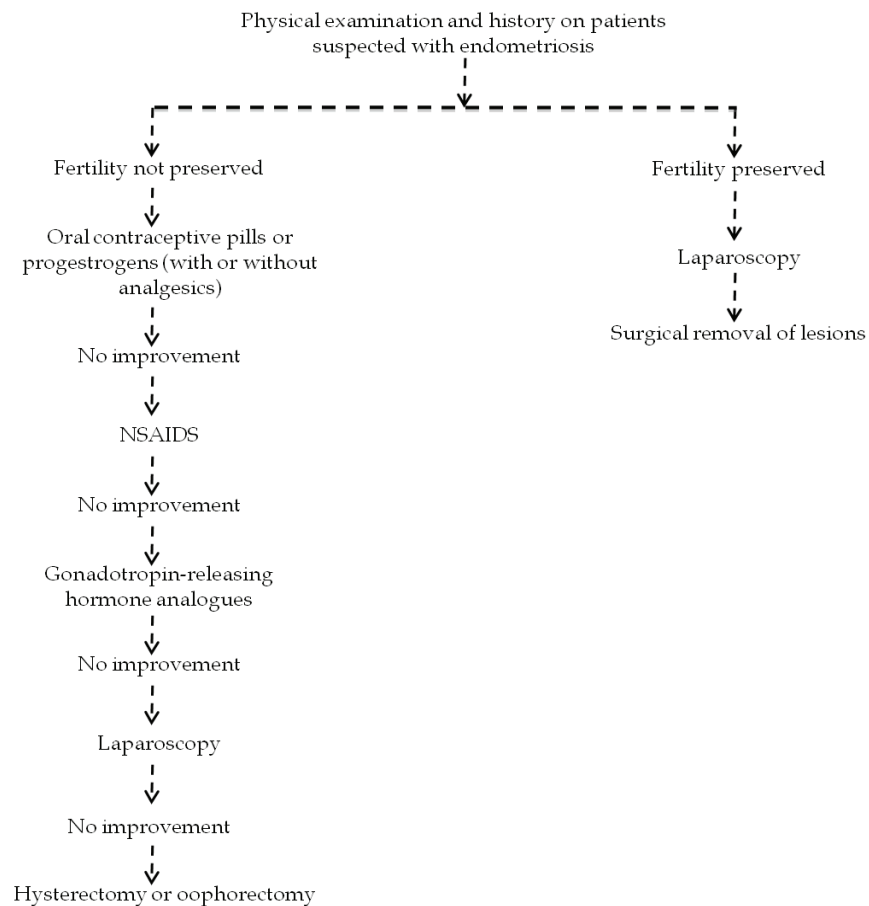 Physical examination and history on patients
suspected with endometriosis
Fertility not preserved
Oral contraceptive pills or
progestrogens (with or without
analgesics)
No improvement
NSAIDS
No improvement
Gonadotropin-releasing
hormone analogues
No improvement
Laparoscopy
No improvement
Hysterectomy or oophorectomy
Fertility preserved
Laparoscopy
Surgical removal of lesions